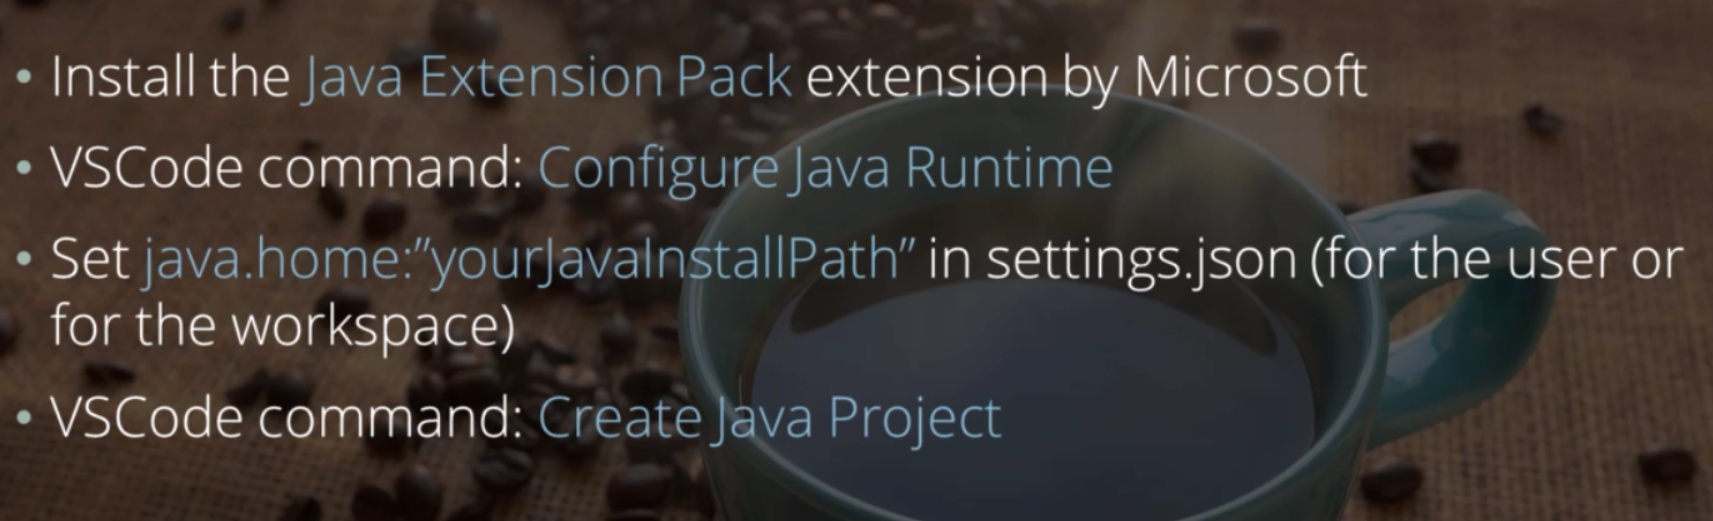 • Install the Java Extension Pack extension by Microsoft
• VSCode command: Configure Java Runtime
• Set java.home:”yourJavaInstallPath” in settings.json (for the user or
for the workspace)
• VSCode command: Create Java Project